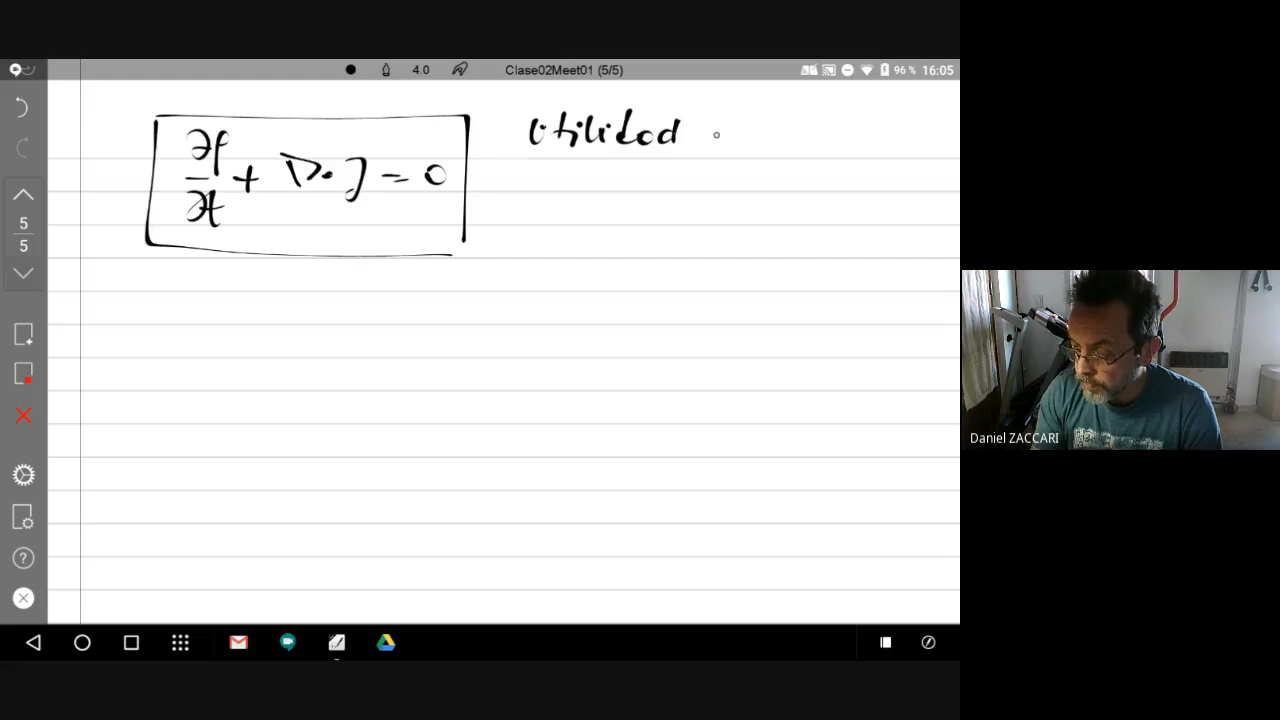 4.0 Clase02Meet01 (5/5) 96 % 16:05
∂ρ/∂t + ∇·J = 0
Utilidad
5
5
Daniel ZACCARI